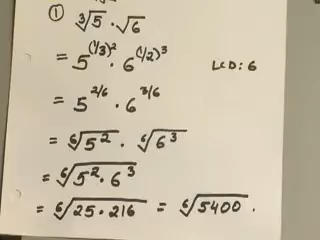 ①
∛5 · √6
= 5^(1/3)² · 6^(1/2)³ LCD: 6
= 5^2/6 · 6^3/6
= ⁶√5² · ⁶√6³
= ⁶√5² · 6³
= ⁶√25 · 216 = ⁶√5400 .